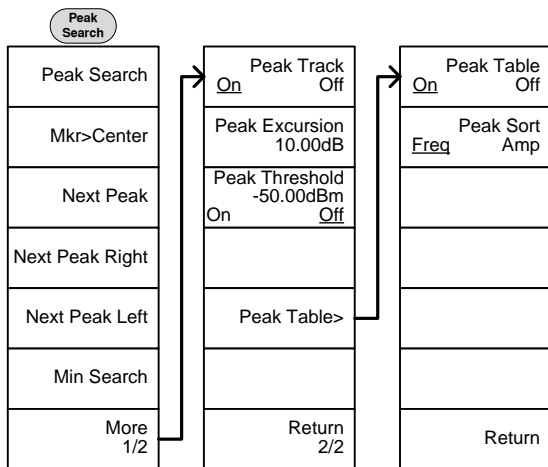 Peak
Search
Peak Search
Mkr>Center
Next Peak
Next Peak Right
Next Peak Left
Min Search
More
1/2
Peak Track
On Off
Peak Excursion
10.00dB
Peak Threshold
-50.00dBm
On Off
Peak Table>
Return
2/2
Peak Table
On Off
Peak Sort
Freq Amp
Return